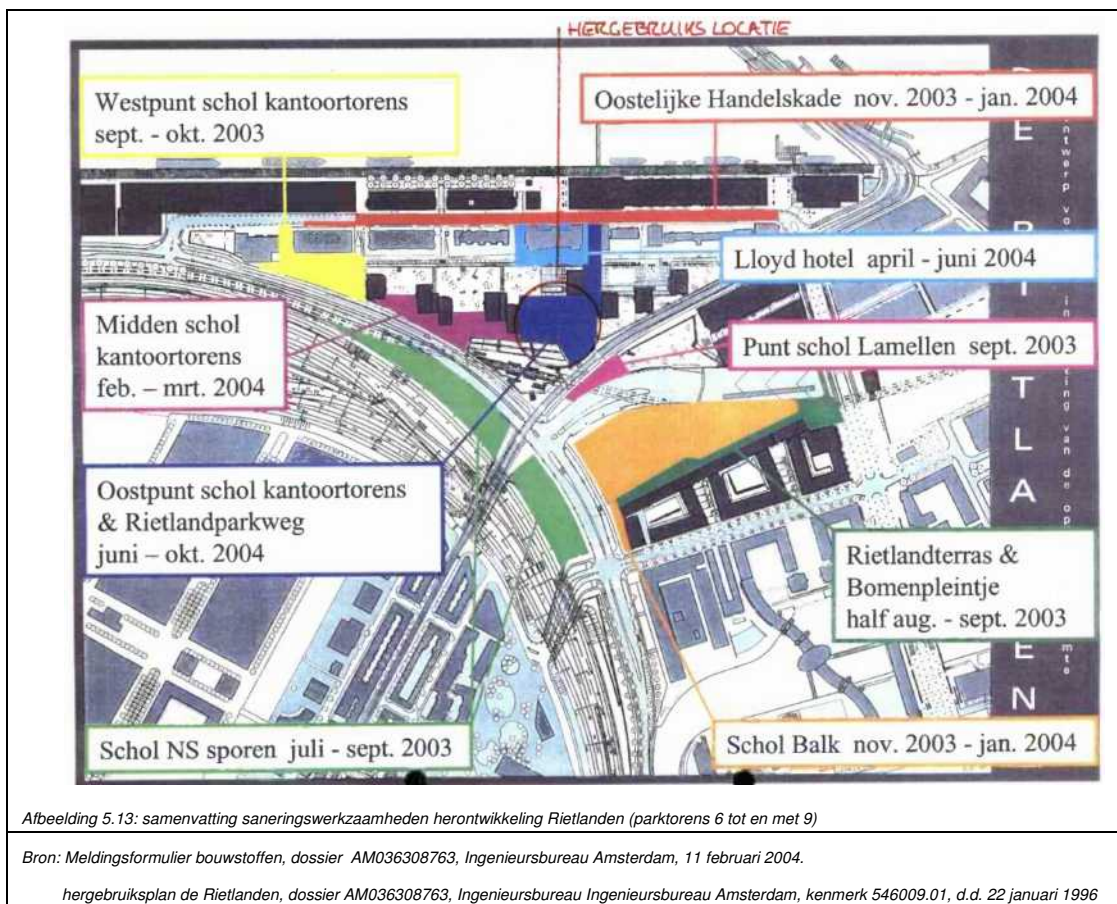 HERGEBRUIKS LOCATIE
Westpunt schol kantoortorens
sept. - okt. 2003
Oostelijke Handelskade nov. 2003 - jan. 2004
Lloyd hotel april - juni 2004
Midden schol
kantoortorens
feb. – mrt. 2004
Punt schol Lamellen sept. 2003
Oostpunt schol kantoortorens
& Rietlandparkweg
juni – okt. 2004
Rietlandterras &
Bomenpleintje
half aug. - sept. 2003
Schol NS sporen juli - sept. 2003
Schol Balk nov. 2003 - jan. 2004
Afbeelding 5.13: samenvatting saneringswerkzaamheden herontwikkeling Rietlanden (parktorens 6 tot en met 9)
Bron: Meldingsformulier bouwstoffen, dossier AM036308763, Ingenieursbureau Amsterdam, 11 februari 2004.
hergebruiksplan de Rietlanden, dossier AM036308763, Ingenieursbureau Ingenieursbureau Amsterdam, kenmerk 546009.01, d.d. 22 januari 1996